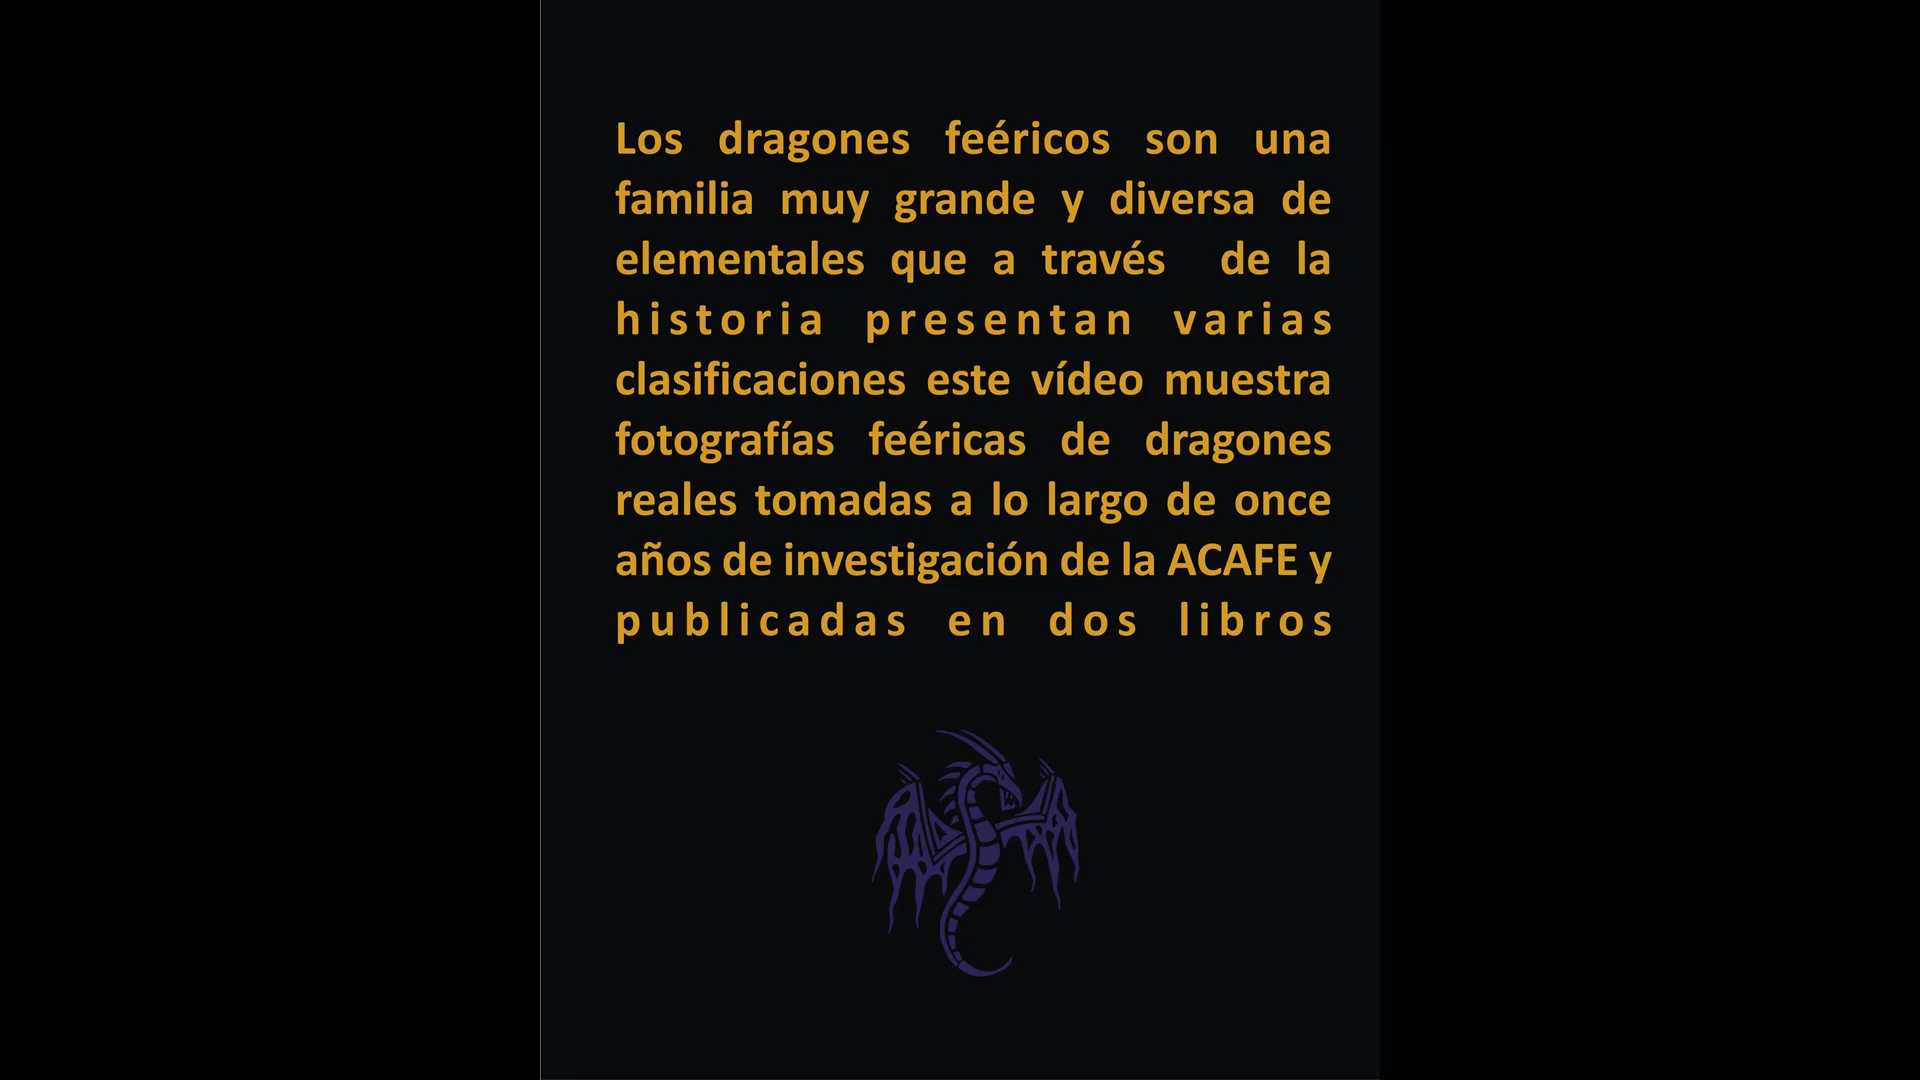 Los dragones feéricos son una
familia muy grande y diversa de
elementales que a través de la
historia presentan varias
clasificaciones este vídeo muestra
fotografías feéricas de dragones
reales tomadas a lo largo de once
años de investigación de la ACAFE y
publicadas en dos libros